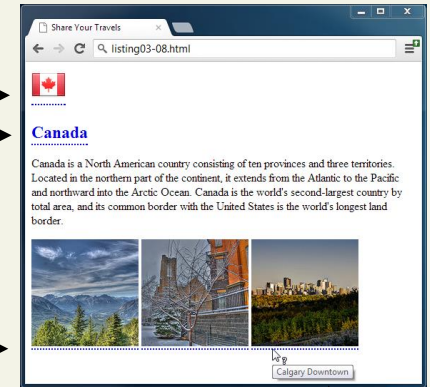 Share Your Travels
listing03-08.html
Canada
Canada is a North American country consisting of ten provinces and three territories.
Located in the northern part of the continent, it extends from the Atlantic to the Pacific
and northward into the Arctic Ocean. Canada is the world's second-largest country by
total area, and its common border with the United States is the world's longest land
border.
Calgary Downtown